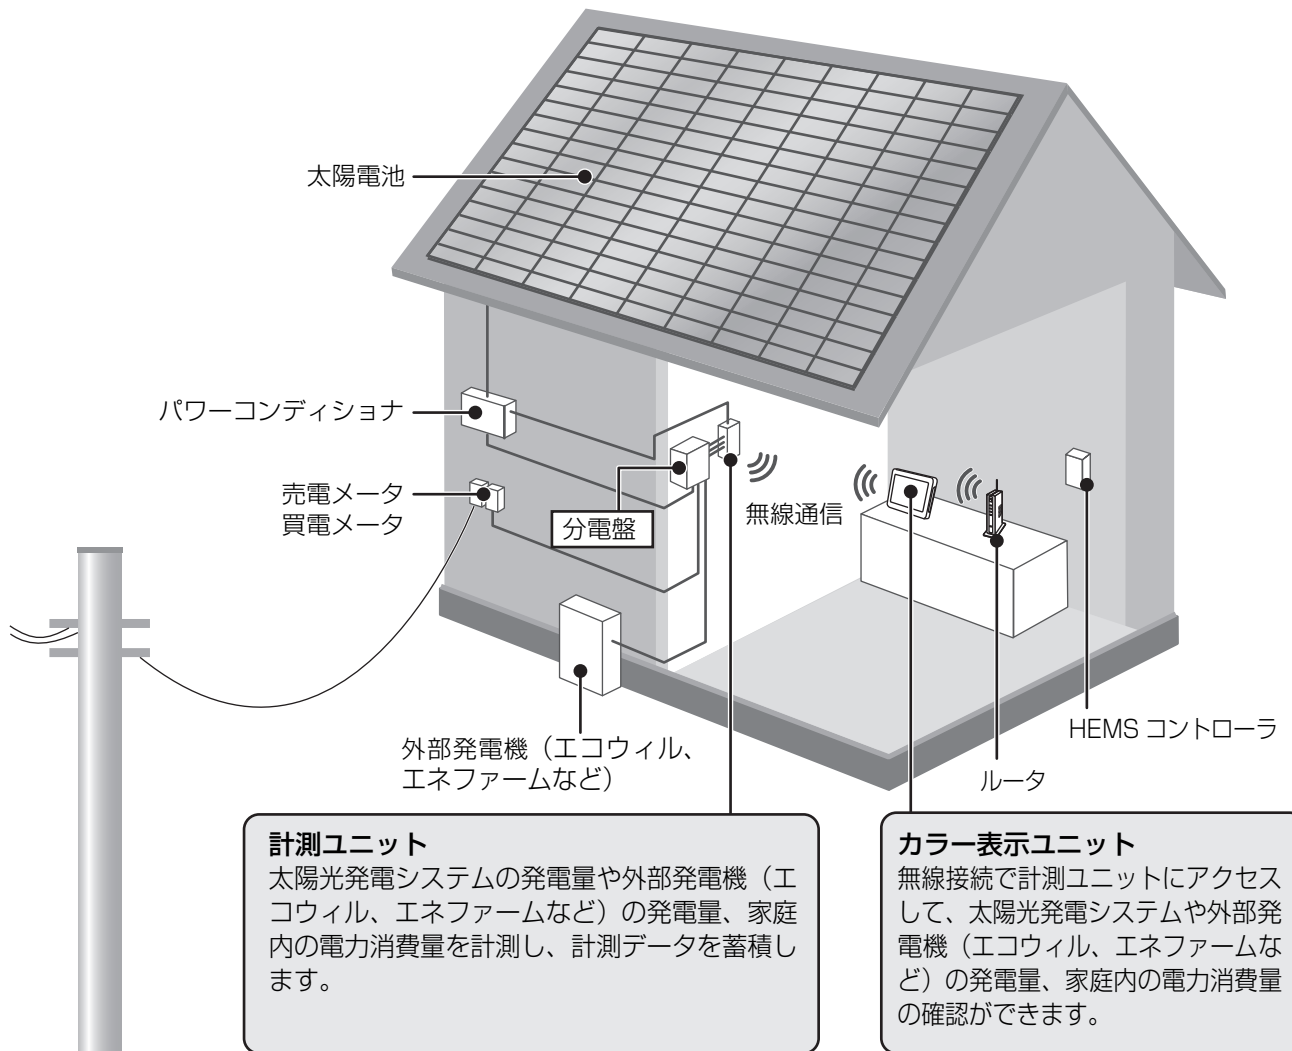 太陽電池
パワーコンディショナ
売電メータ
買電メータ
分電盤
無線通信
外部発電機（エコウィル、
エネファームなど）
HEMS コントローラ
ルータ
計測ユニット
太陽光発電システムの発電量や外部発電機（エ
コウィル、エネファームなど）の発電量、家庭
内の電力消費量を計測し、計測データを蓄積し
ます。
カラー表示ユニット
無線接続で計測ユニットにアクセス
して、太陽光発電システムや外部発
電機（エコウィル、エネファームな
ど）の発電量、家庭内の電力消費量
の確認ができます。